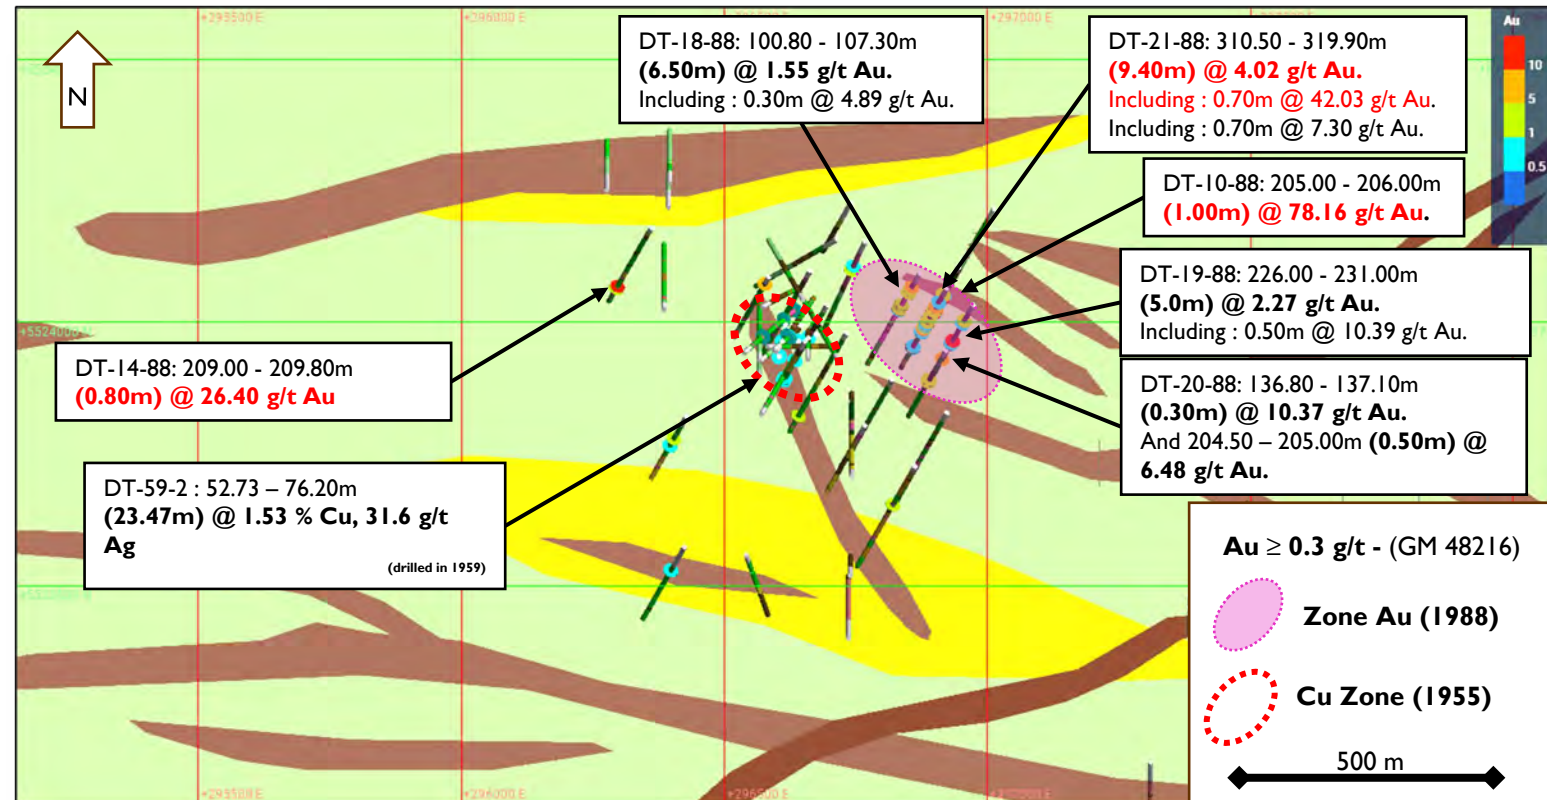 +295500 E
+296000 E
+297000 E
Au
10
5
1
0.5
N
DT-18-88: 100.80 - 107.30m
(6.50m) @ 1.55 g/t Au.
Including : 0.30m @ 4.89 g/t Au.
DT-21-88: 310.50 - 319.90m
(9.40m) @ 4.02 g/t Au.
Including : 0.70m @ 42.03 g/t Au.
Including : 0.70m @ 7.30 g/t Au.
DT-10-88: 205.00 - 206.00m
(1.00m) @ 78.16 g/t Au.
DT-19-88: 226.00 - 231.00m
(5.0m) @ 2.27 g/t Au.
Including : 0.50m @ 10.39 g/t Au.
+5524000
DT-14-88: 209.00 - 209.80m
(0.80m) @ 26.40 g/t Au
DT-20-88: 136.80 - 137.10m
(0.30m) @ 10.37 g/t Au.
And 204.50 – 205.00m (0.50m) @
6.48 g/t Au.
DT-59-2 : 52.73 – 76.20m
(23.47m) @ 1.53 % Cu, 31.6 g/t
Ag
(drilled in 1959)
Au ≥ 0.3 g/t - (GM 48216)
Zone Au (1988)
Cu Zone (1955)
500 m
+295500 E
+296000 E
+296500 E